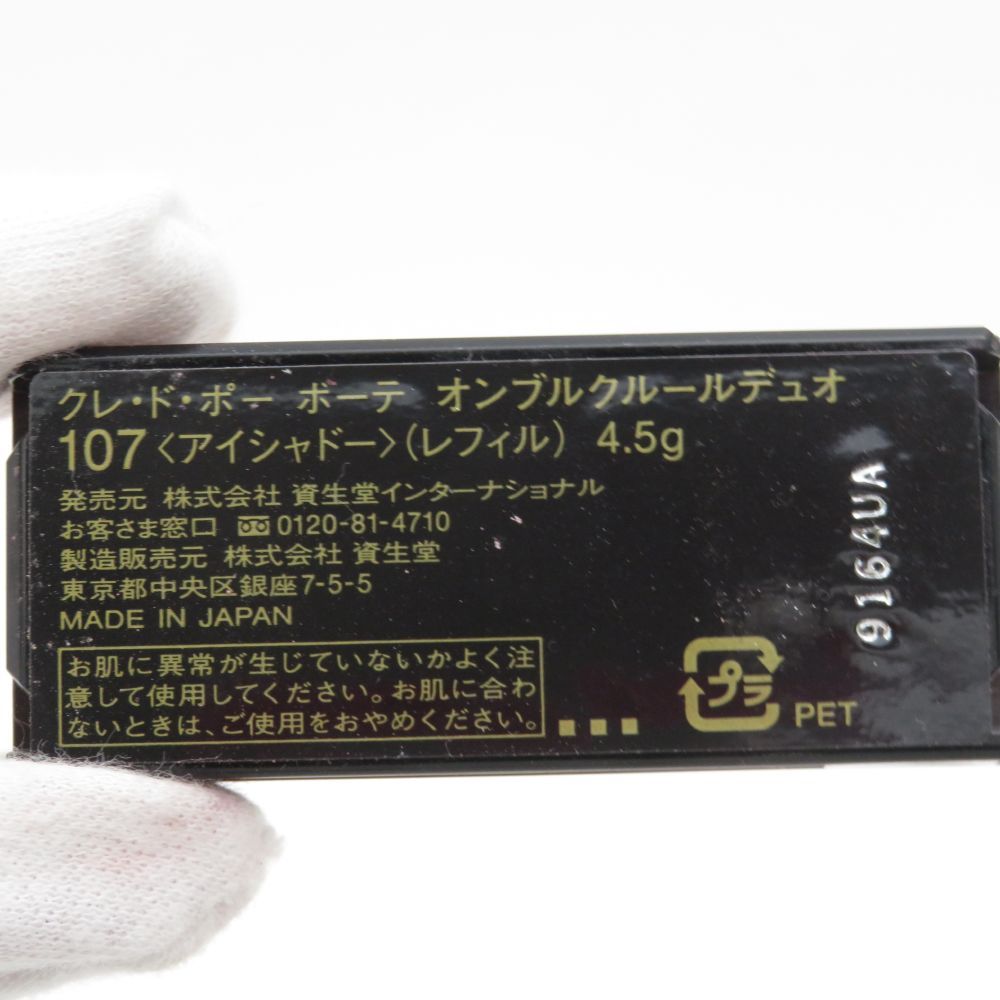 クレ・ド・ポー ボーテ オンブルクルールデュオ
107〈アイシャドー〉(レフィル) 4.5g
発売元 株式会社 資生堂インターナショナル
お客さま窓口 0120-81-4710
製造販売元 株式会社 資生堂
東京都中央区銀座7-5-5
MADE IN JAPAN
お肌に異常が生じていないかよく注
意して使用してください。お肌に合わ
ないときは、ご使用をおやめください。
プラ
PET
9164UA